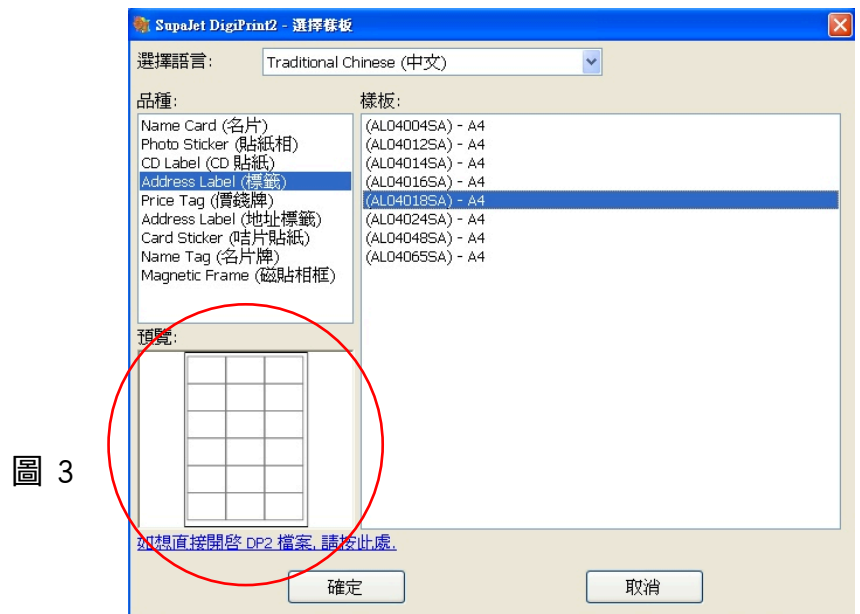 SupaJet DigiPrint2 - 選擇樣板
選擇語言: Traditional Chinese (中文)
品種:
Name Card (名片)
Photo Sticker (貼紙相)
CD Label (CD 貼紙)
Address Label (標籤)
Price Tag (價錢牌)
Address Label (地址標籤)
Card Sticker (咭片貼紙)
Name Tag (名片牌)
Magnetic Frame (磁貼相框)
樣板:
(AL04004SA) - A4
(AL04012SA) - A4
(AL04014SA) - A4
(AL04016SA) - A4
(AL04018SA) - A4
(AL04024SA) - A4
(AL04048SA) - A4
(AL04065SA) - A4
預覽:
圖 3
如想直接開啓 DP2 檔案, 請按此處.
確定
取消